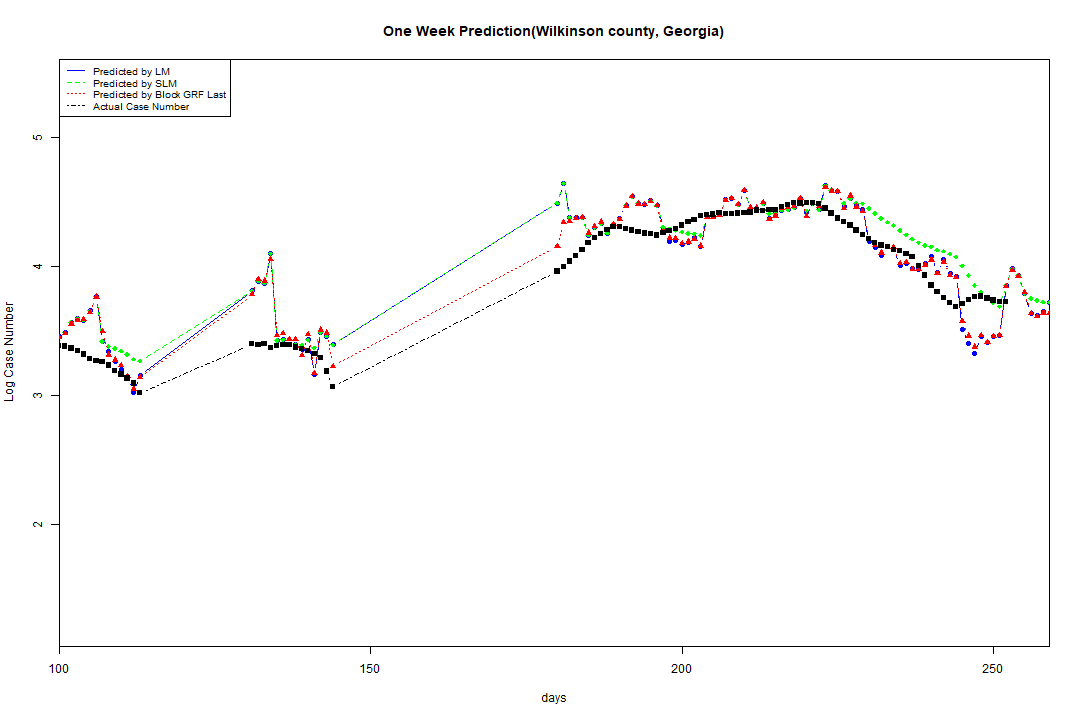 One Week Prediction(Wilkinson county, Georgia)
Predicted by LM
Predicted by SLM
Predicted by Block GRF Last
Actual Case Number
5
4
3
2
Log Case Number
100
150
200
250
days